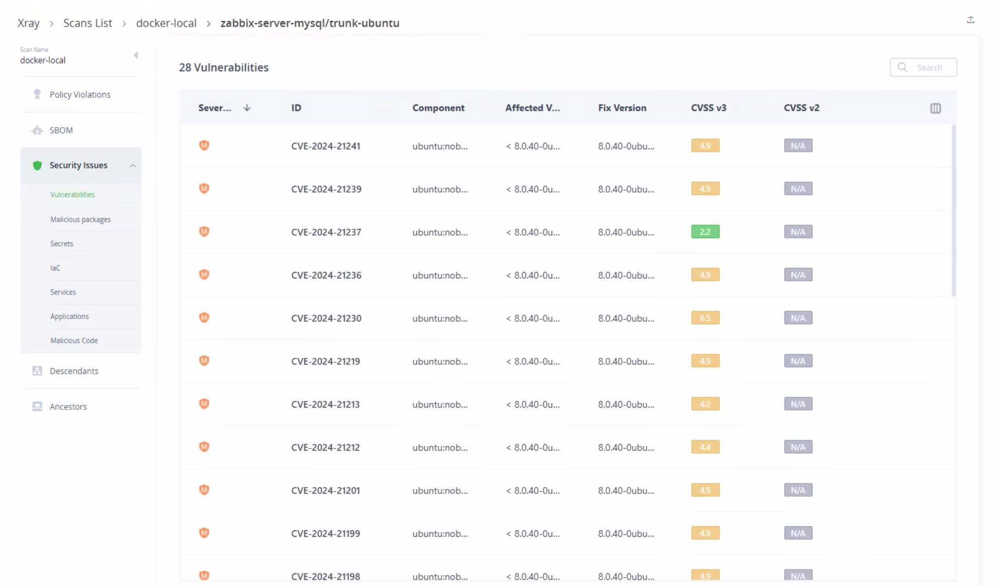 Xray > Scans List > docker-local > zabbix-server-mysql/trunk-ubuntu
Scan Name
docker-local
Policy Violations
SBOM
Security Issues
Vulnerabilities
Malicious packages
Secrets
IaC
Services
Applications
Malicious Code
Descendants
Ancestors
28 Vulnerabilities
Search
Sever... ID Component Affected V... Fix Version CVSS v3 CVSS v2
M CVE-2024-21241 ubuntu:nob... < 8.0.40-0u... 8.0.40-0ubu... 4.9 N/A
M CVE-2024-21239 ubuntu:nob... < 8.0.40-0u... 8.0.40-0ubu... 4.9 N/A
M CVE-2024-21237 ubuntu:nob... < 8.0.40-0u... 8.0.40-0ubu... 2.2 N/A
M CVE-2024-21236 ubuntu:nob... < 8.0.40-0u... 8.0.40-0ubu... 4.9 N/A
M CVE-2024-21230 ubuntu:nob... < 8.0.40-0u... 8.0.40-0ubu... 6.5 N/A
M CVE-2024-21219 ubuntu:nob... < 8.0.40-0u... 8.0.40-0ubu... 4.9 N/A
M CVE-2024-21213 ubuntu:nob... < 8.0.40-0u... 8.0.40-0ubu... 4.2 N/A
M CVE-2024-21212 ubuntu:nob... < 8.0.40-0u... 8.0.40-0ubu... 4.4 N/A
M CVE-2024-21201 ubuntu:nob... < 8.0.40-0u... 8.0.40-0ubu... 4.9 N/A
M CVE-2024-21199 ubuntu:nob... < 8.0.40-0u... 8.0.40-0ubu... 4.9 N/A
M CVE-2024-21198 ubuntu:nob... < 8.0.40-0u... 8.0.40-0ubu... 4.9 N/A